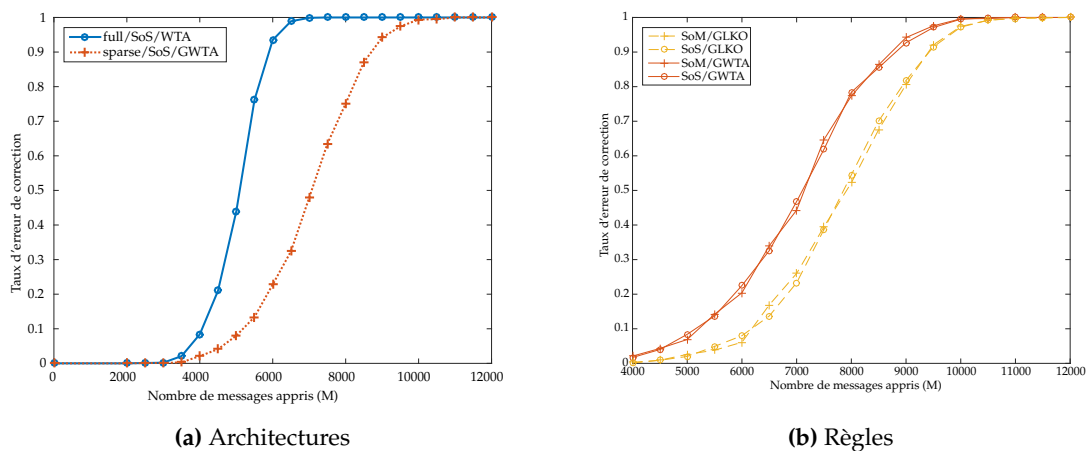 1
0.9
0.8
0.7
0.6
0.5
0.4
0.3
0.2
0.1
0
Taux d'erreur de correction
full/SoS/WTA
sparse/SoS/GWTA
0 2000 4000 6000 8000 10000 12000
Nombre de messages appris (M)
(a) Architectures
1
0.9
0.8
0.7
0.6
0.5
0.4
0.3
0.2
0.1
0
Taux d'erreur de correction
SoM/GLKO
SoS/GLKO
SoM/GWTA
SoS/GWTA
4000 5000 6000 7000 8000 9000 10000 11000 12000
Nombre de messages appris (M)
(b) Règles